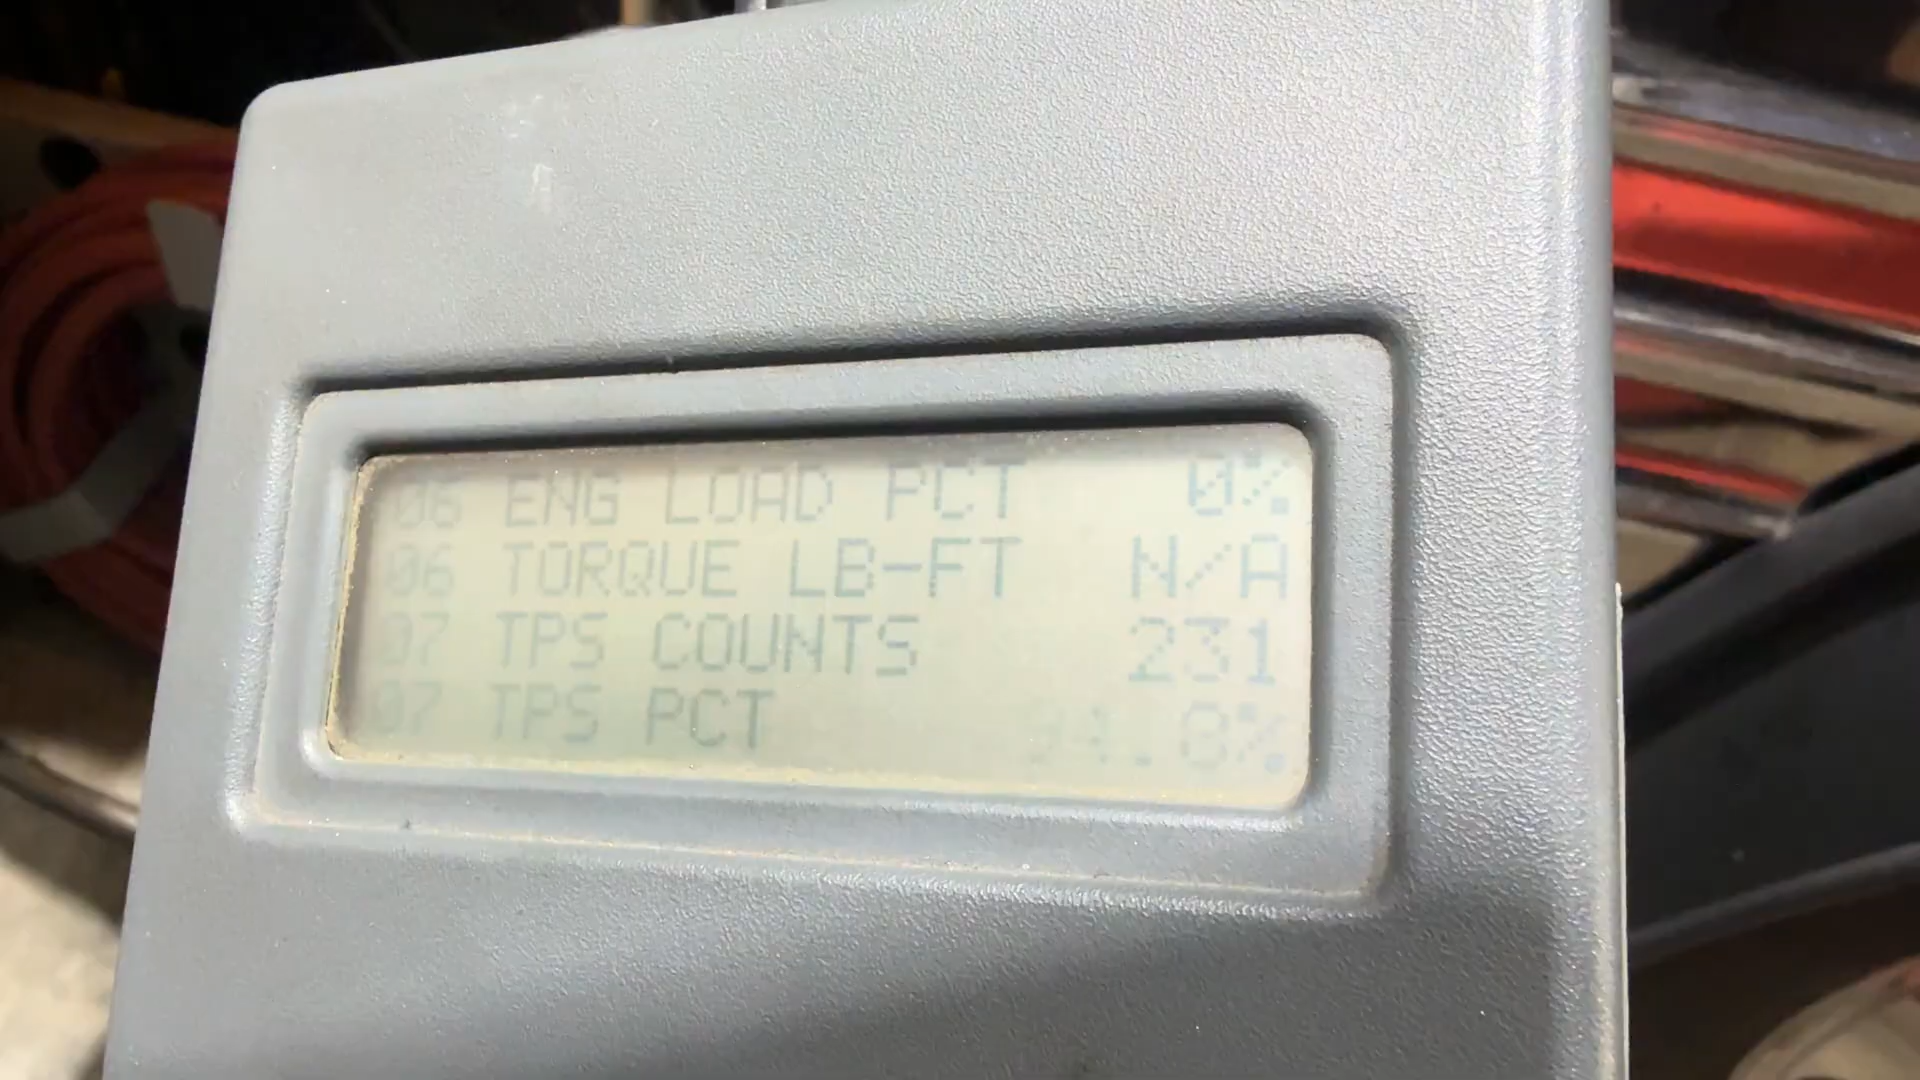 06 ENG LOAD PCT 0%
06 TORQUE LB-FT N/A
07 TPS COUNTS 231
07 TPS PCT